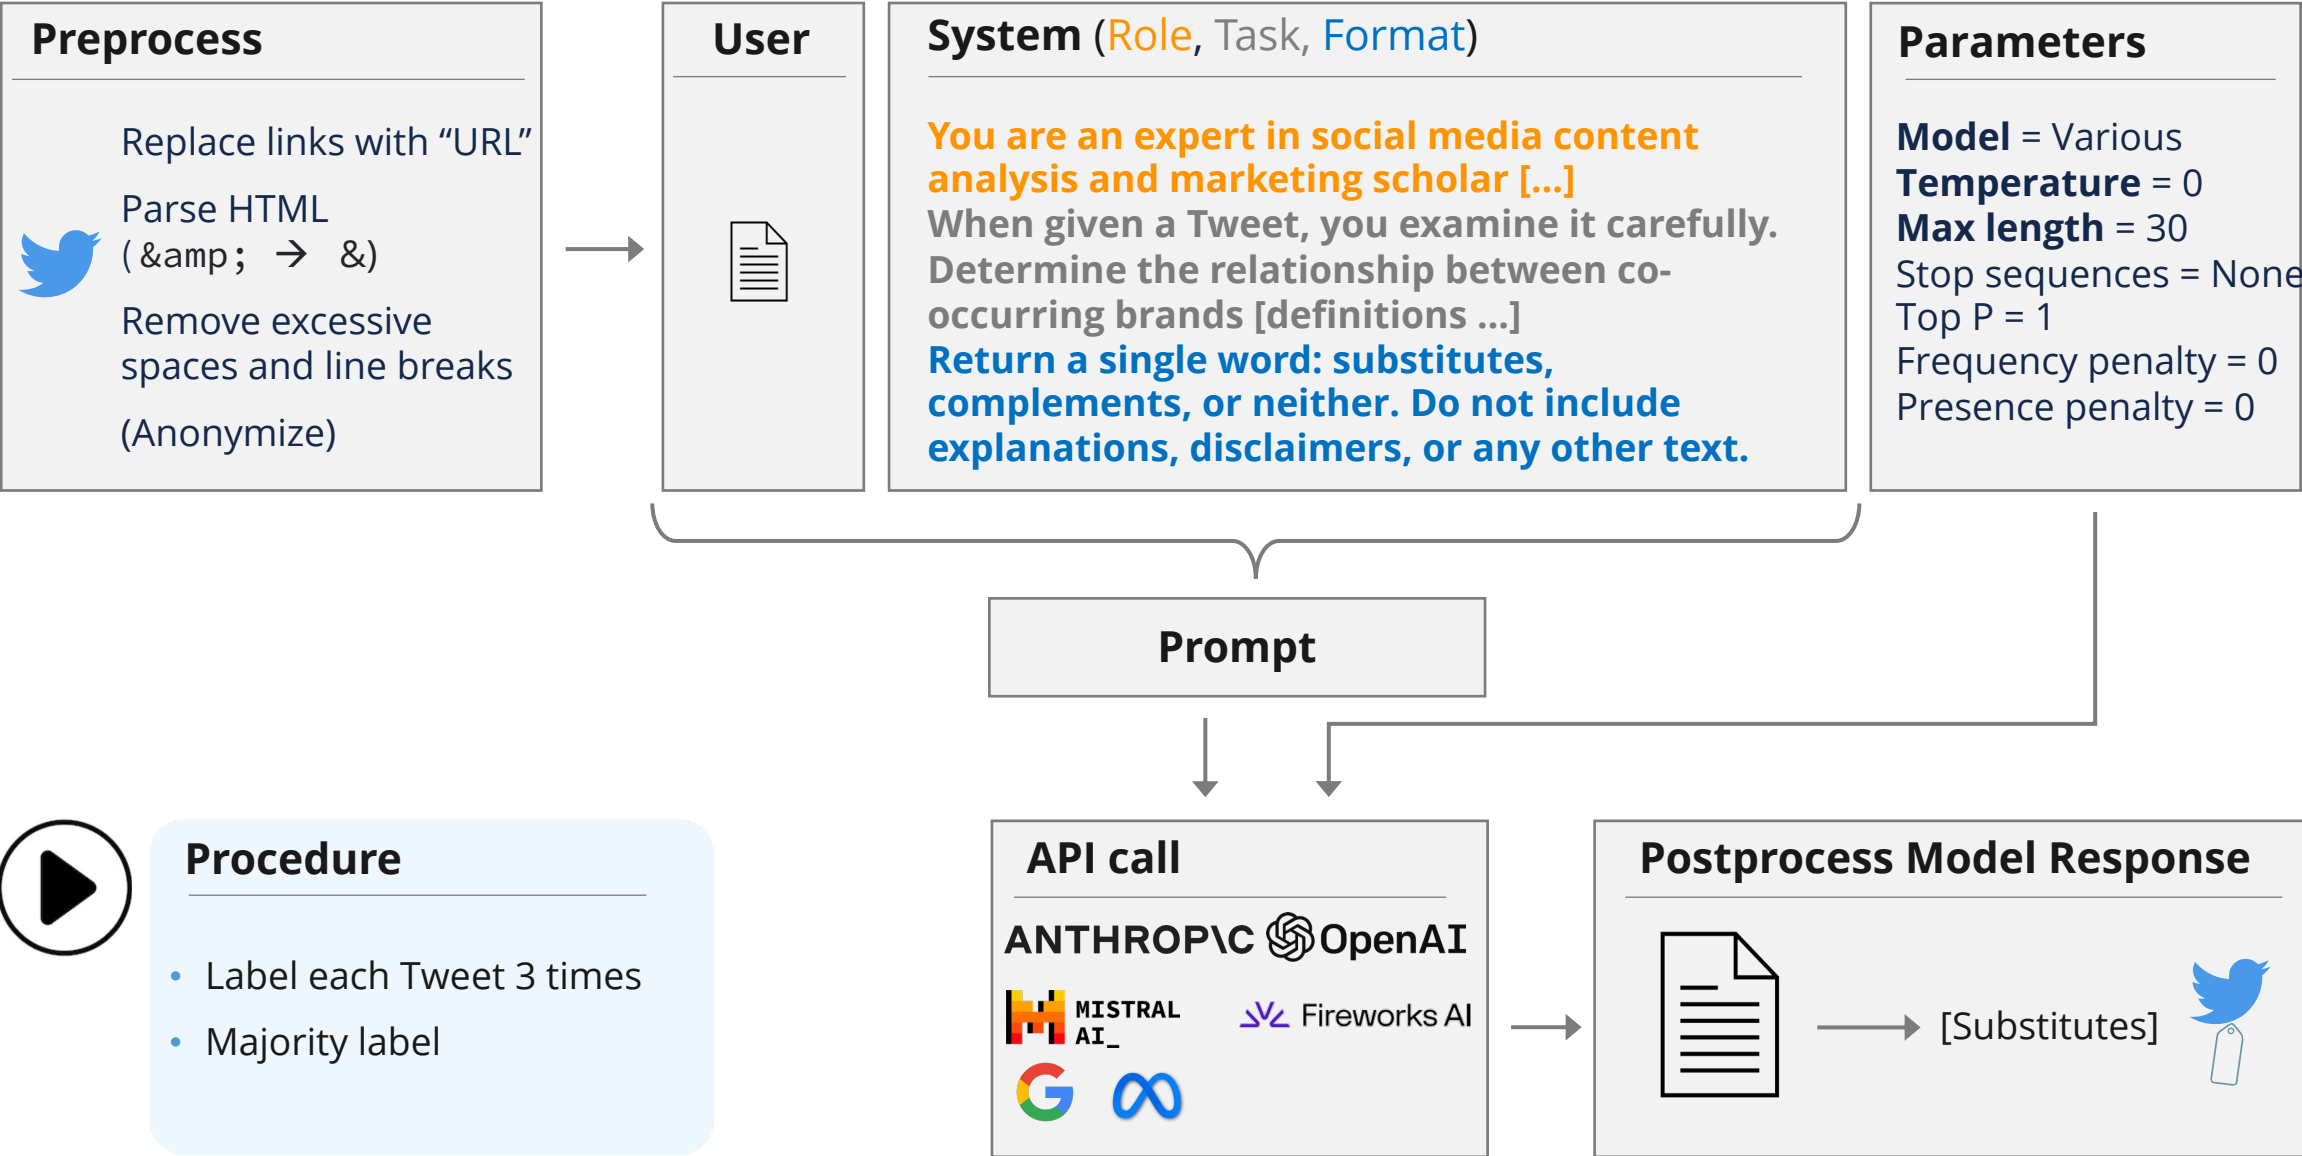 Preprocess
Replace links with “URL”
Parse HTML
(&amp; → &)
Remove excessive
spaces and line breaks
(Anonymize)
User
System (Role, Task, Format)
You are an expert in social media content
analysis and marketing scholar [...]
When given a Tweet, you examine it carefully.
Determine the relationship between co-
occurring brands [definitions ...]
Return a single word: substitutes,
complements, or neither. Do not include
explanations, disclaimers, or any other text.
Parameters
Model = Various
Temperature = 0
Max length = 30
Stop sequences = None
Top P = 1
Frequency penalty = 0
Presence penalty = 0
Prompt
Procedure
• Label each Tweet 3 times
• Majority label
API call
ANTHROP\C OpenAI
MISTRAL
AI_
Fireworks AI
Postprocess Model Response
[Substitutes]